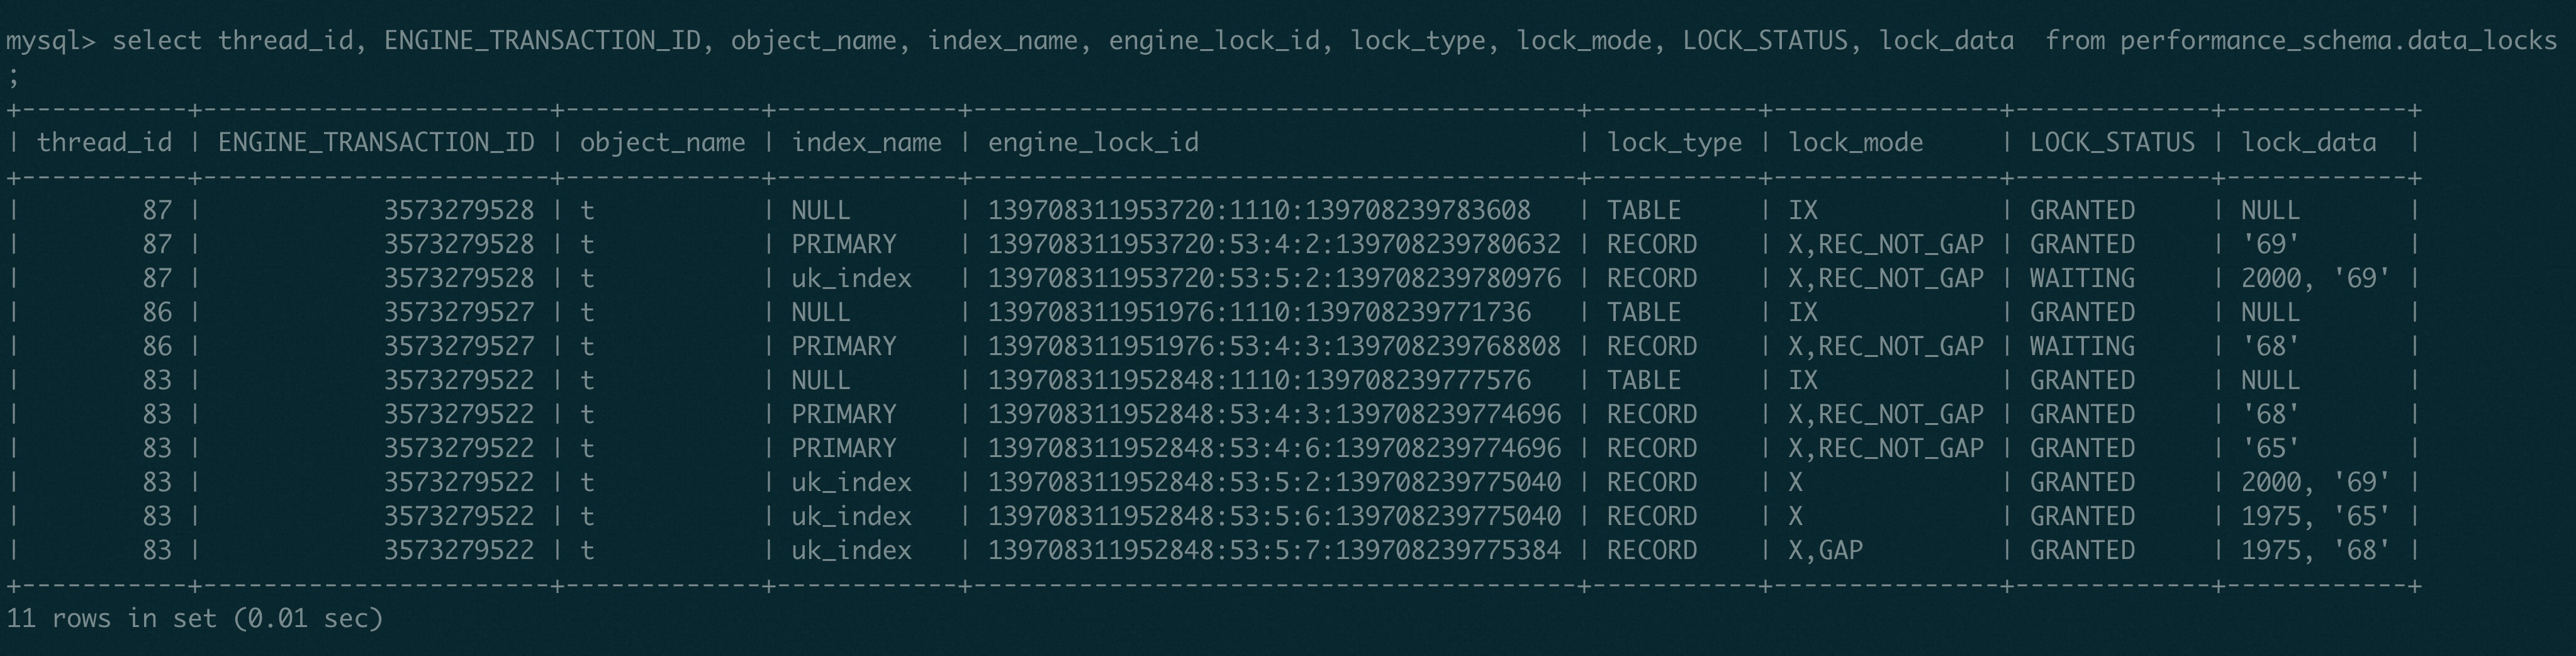 mysql> select thread_id, ENGINE_TRANSACTION_ID, object_name, index_name, engine_lock_id, lock_type, lock_mode, LOCK_STATUS, lock_data  from performance_schema.data_locks
;
+-----------+-----------------------+-------------+------------+----------------------------------------+-----------+---------------+-------------+------------+
| thread_id | ENGINE_TRANSACTION_ID | object_name | index_name | engine_lock_id                         | lock_type | lock_mode     | LOCK_STATUS | lock_data  |
+-----------+-----------------------+-------------+------------+----------------------------------------+-----------+---------------+-------------+------------+
|        87 |            3573279528 | t           | NULL       | 139708311953720:1110:139708239783608   | TABLE     | IX            | GRANTED     | NULL       |
|        87 |            3573279528 | t           | PRIMARY    | 139708311953720:53:4:2:139708239780632 | RECORD    | X,REC_NOT_GAP | GRANTED     | '69'       |
|        87 |            3573279528 | t           | uk_index   | 139708311953720:53:5:2:139708239780976 | RECORD    | X,REC_NOT_GAP | WAITING     | 2000, '69' |
|        86 |            3573279527 | t           | NULL       | 139708311951976:1110:139708239771736   | TABLE     | IX            | GRANTED     | NULL       |
|        86 |            3573279527 | t           | PRIMARY    | 139708311951976:53:4:3:139708239768808 | RECORD    | X,REC_NOT_GAP | WAITING     | '68'       |
|        83 |            3573279522 | t           | NULL       | 139708311952848:1110:139708239777576   | TABLE     | IX            | GRANTED     | NULL       |
|        83 |            3573279522 | t           | PRIMARY    | 139708311952848:53:4:3:139708239774696 | RECORD    | X,REC_NOT_GAP | GRANTED     | '68'       |
|        83 |            3573279522 | t           | PRIMARY    | 139708311952848:53:4:6:139708239774696 | RECORD    | X,REC_NOT_GAP | GRANTED     | '65'       |
|        83 |            3573279522 | t           | uk_index   | 139708311952848:53:5:2:139708239775040 | RECORD    | X             | GRANTED     | 2000, '69' |
|        83 |            3573279522 | t           | uk_index   | 139708311952848:53:5:6:139708239775040 | RECORD    | X             | GRANTED     | 1975, '65' |
|        83 |            3573279522 | t           | uk_index   | 139708311952848:53:5:7:139708239775384 | RECORD    | X,GAP         | GRANTED     | 1975, '68' |
+-----------+-----------------------+-------------+------------+----------------------------------------+-----------+---------------+-------------+------------+
11 rows in set (0.01 sec)